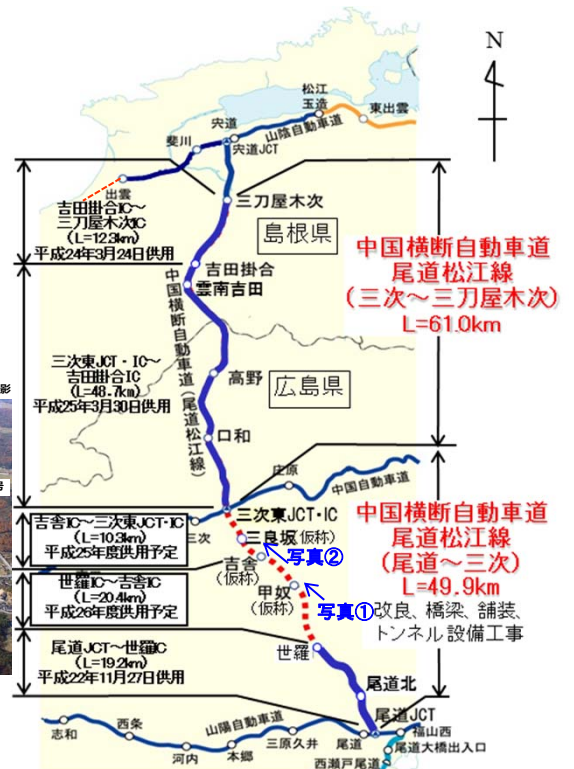 N
松江
玉造
東出雲
宍道
山陰自動車道
斐川
宍道JCT
出雲
吉田掛合IC～
三刀屋木次IC
(L=12.3km)
平成24年3月24日供用
三刀屋木次
島根県
中国横断自動車道
尾道松江線
(三次～三刀屋木次)
L=61.0km
吉田掛合
雲南吉田
中国横断自動車道(尾道松江線)
三次東JCT・IC～
吉田掛合IC
(L=48.7km)
平成25年3月30日供用
高野
広島県
影
口和
号
庄原
中国自動車道
三次東JCT・IC
三次
吉舎IC～三次東JCT・IC
(L=10.3km)
平成25年度供用予定
三良坂(仮称)
写真②
吉舎
(仮称)
中国横断自動車道
尾道松江線
(尾道～三次)
L=49.9km
世羅IC～吉舎IC
(L=20.4km)
平成26年度供用予定
甲奴
(仮称)
写真①
改良、橋梁、舗装、
トンネル設備工事
世羅
尾道JCT～世羅IC
(L=19.2km)
平成22年11月27日供用
尾道北
尾道JCT
志和
西条
山陽自動車道
河内
本郷
三原久井
尾道
福山西
尾道大橋出入口
西瀬戸尾道